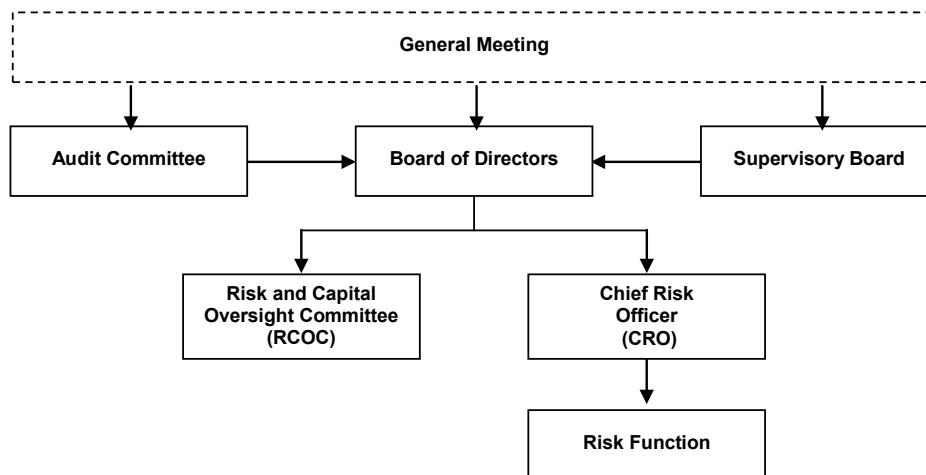 General Meeting
Audit Committee
Board of Directors
Supervisory Board
Risk and Capital
Oversight Committee
(RCOC)
Chief Risk
Officer
(CRO)
Risk Function